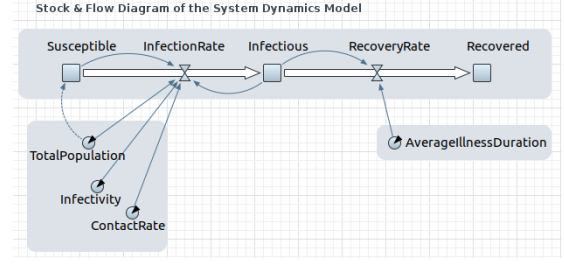 Stock & Flow Diagram of the System Dynamics Model
Susceptible InfectionRate Infectious RecoveryRate Recovered
AverageIllnessDuration
TotalPopulation
Infectivity
ContactRate